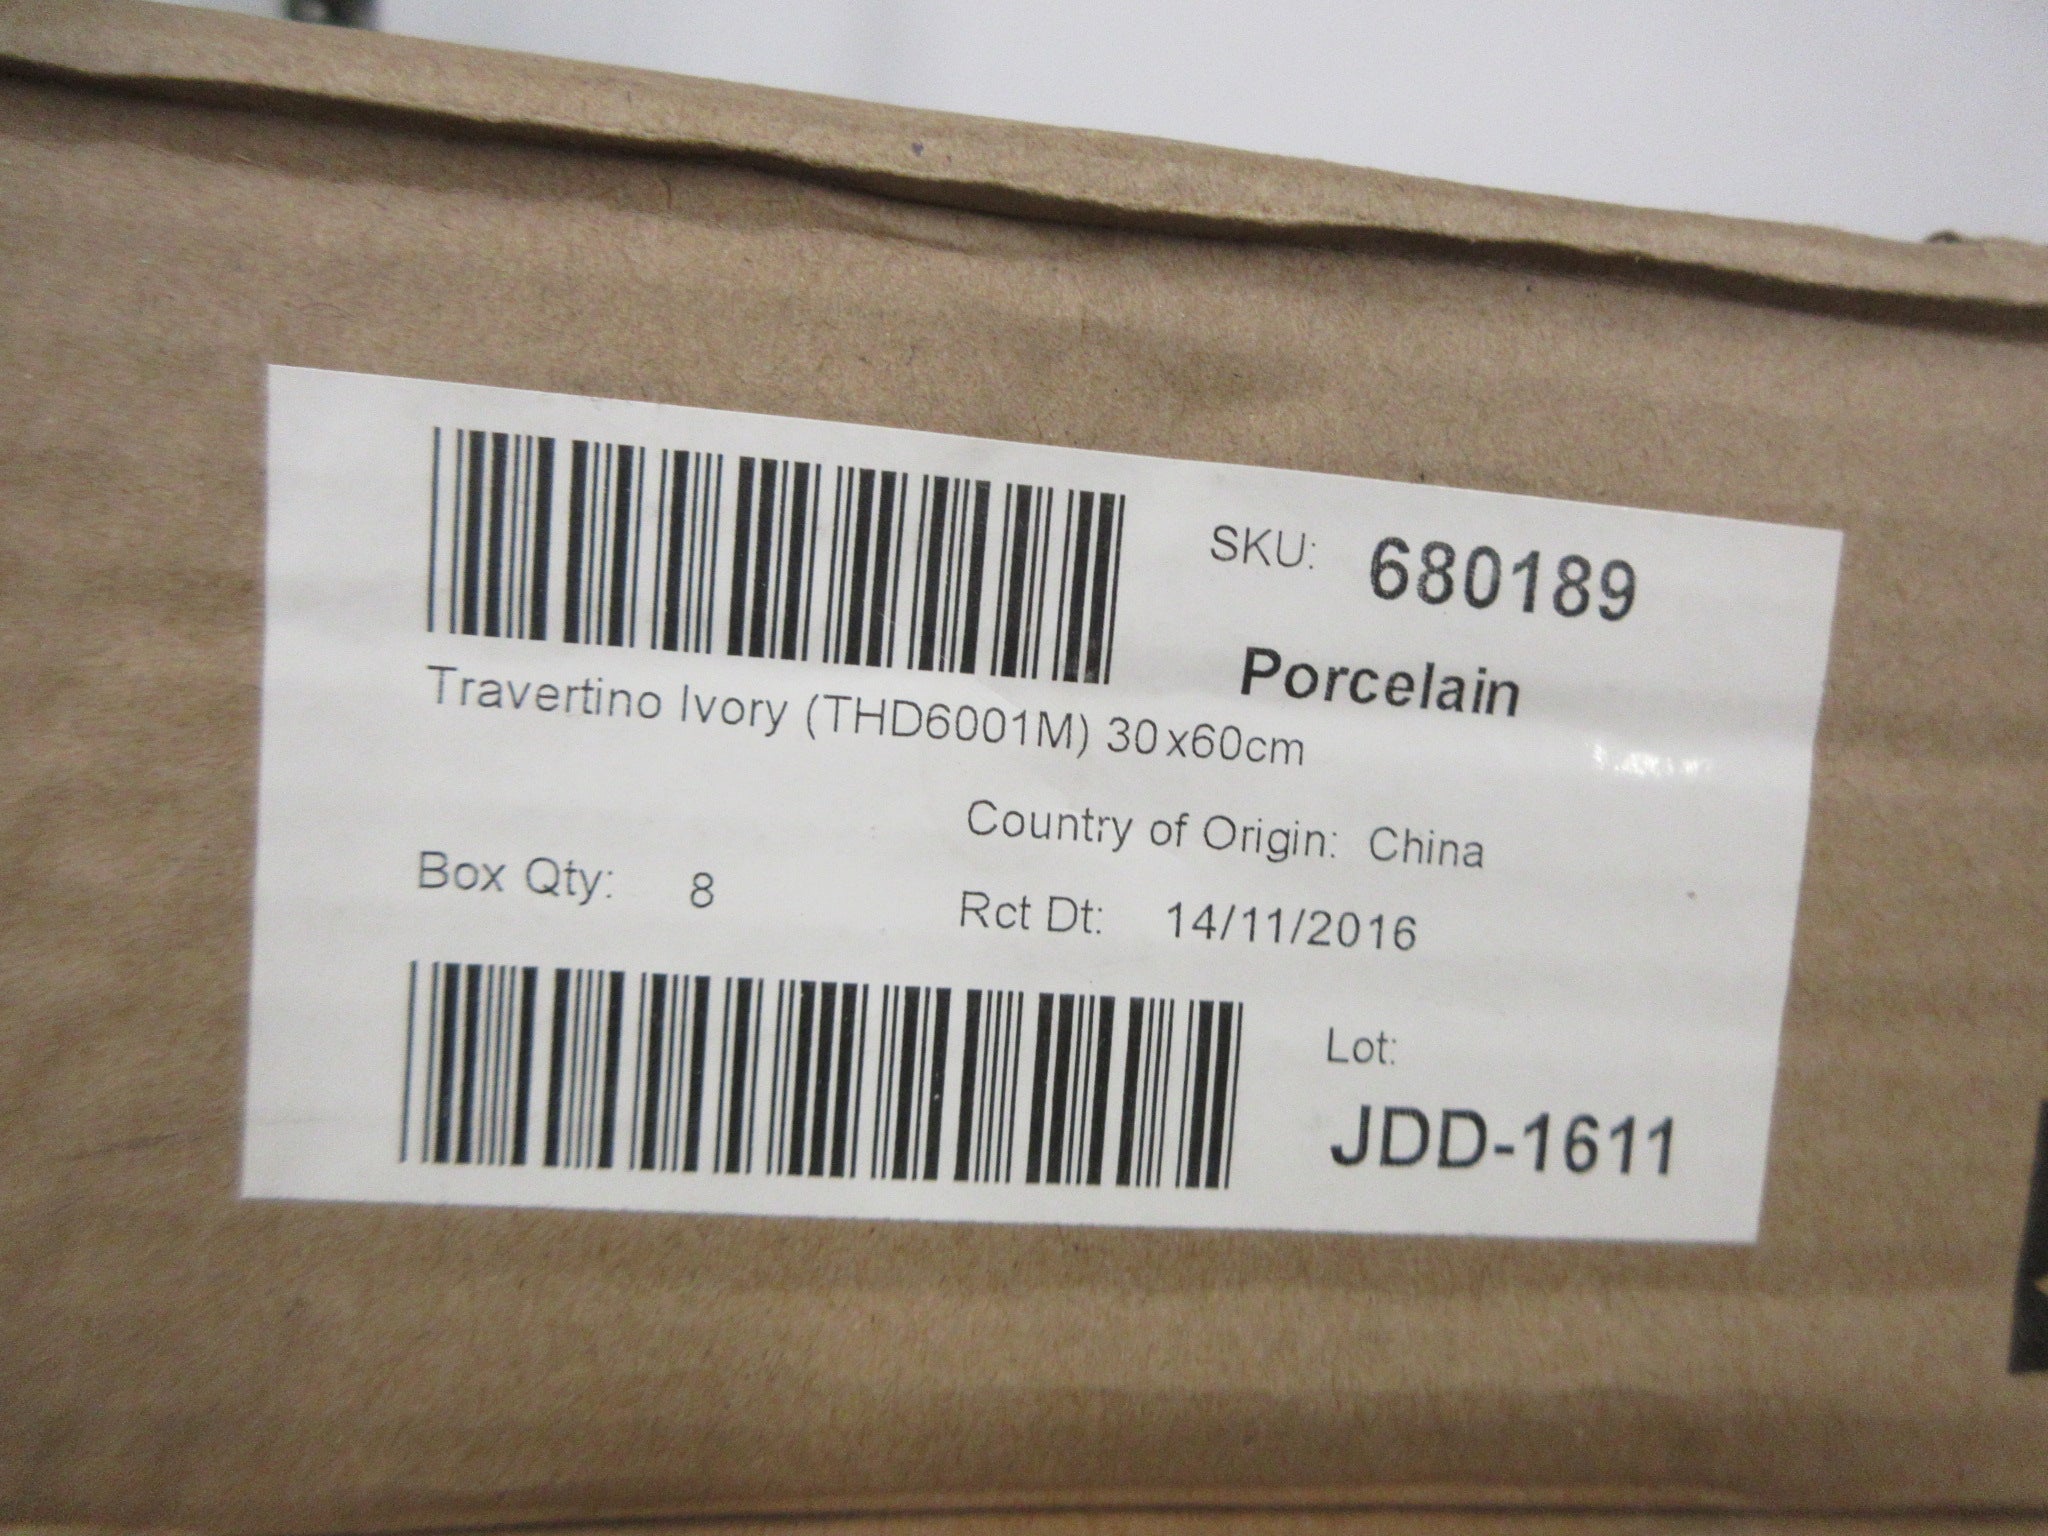 SKU: 680189
Porcelain
Travertino Ivory (THD6001M) 30x60cm
Country of Origin: China
Box Qty: 8
Rct Dt: 14/11/2016
Lot:
JDD-1611